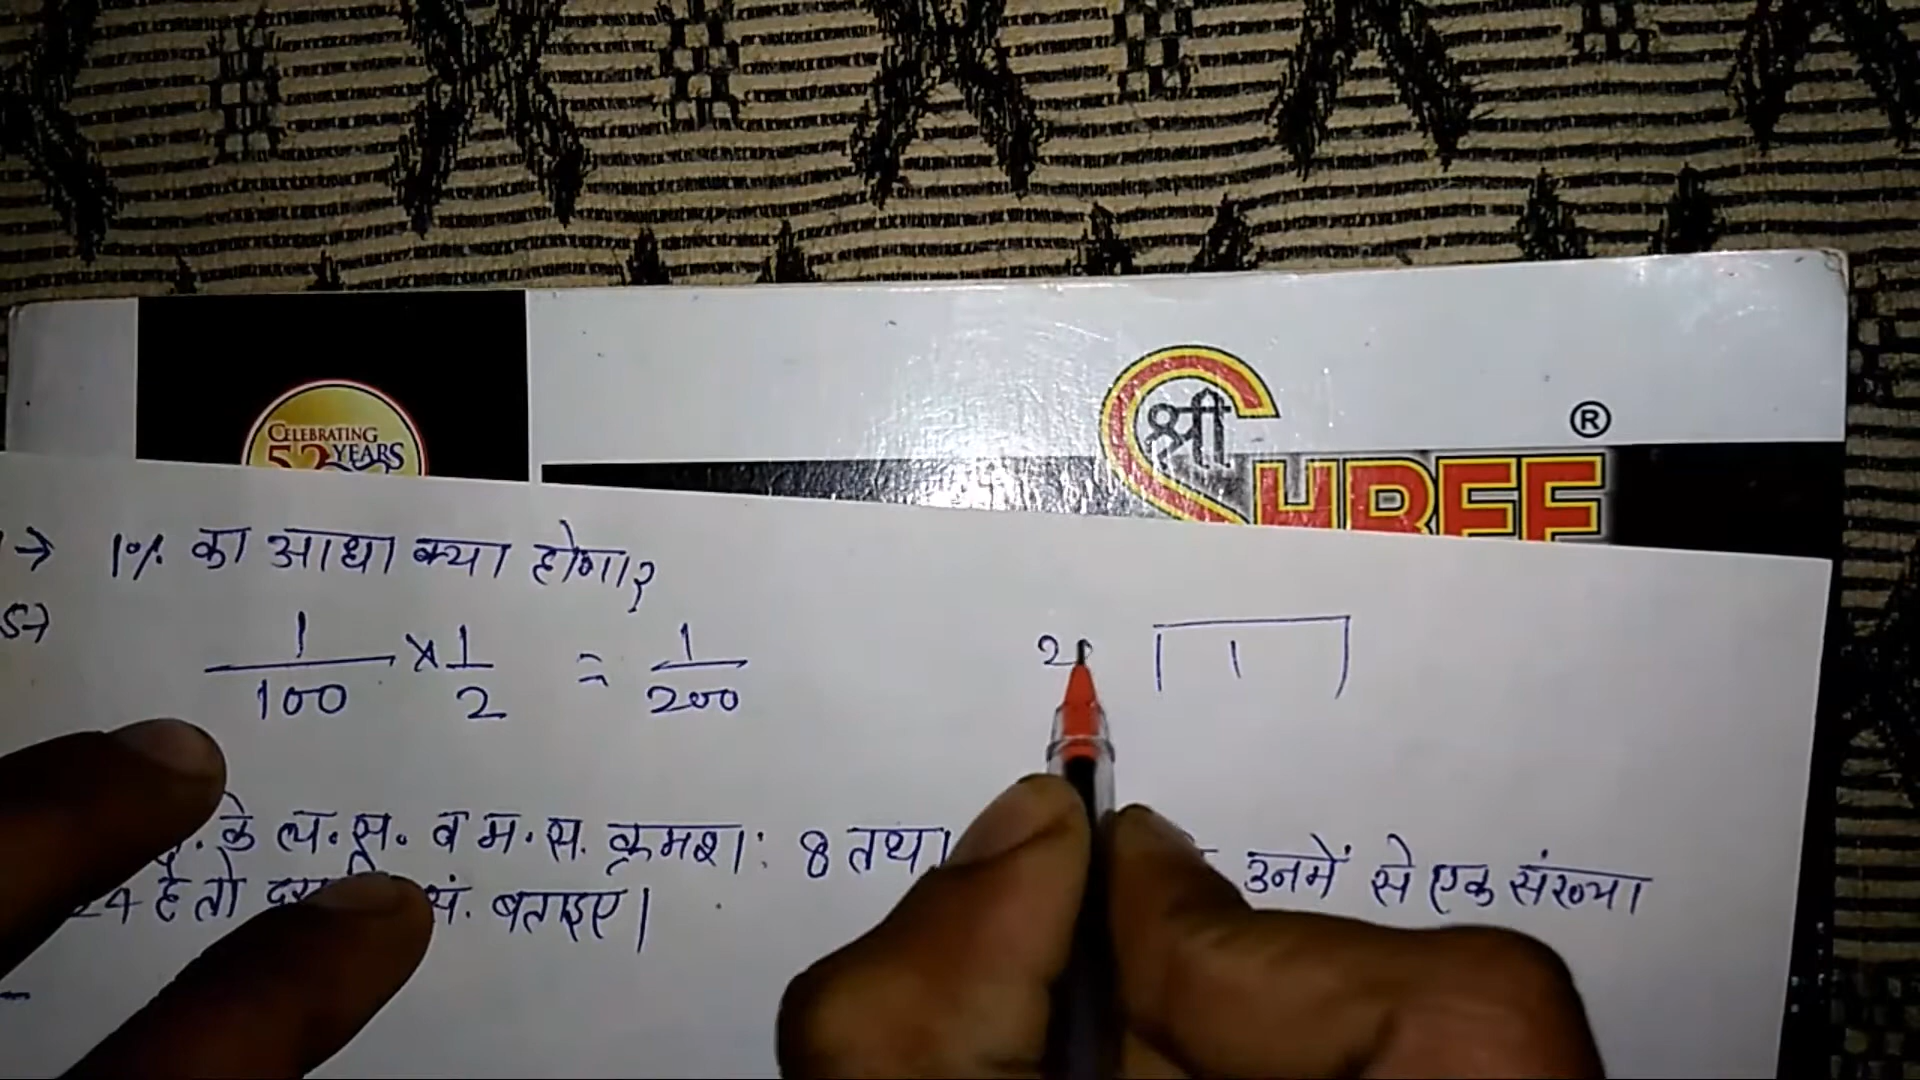 CELEBRATING
52 YEARS
श्री
SHREE
®
→ 1% का आधा क्या होगा?
S→
1/100 × 1/2 = 1/200
20 1
के ल.स. व म.स. क्रमशः 8 तथा उनमें से एक संख्या
24 है तो सं. बताइए।